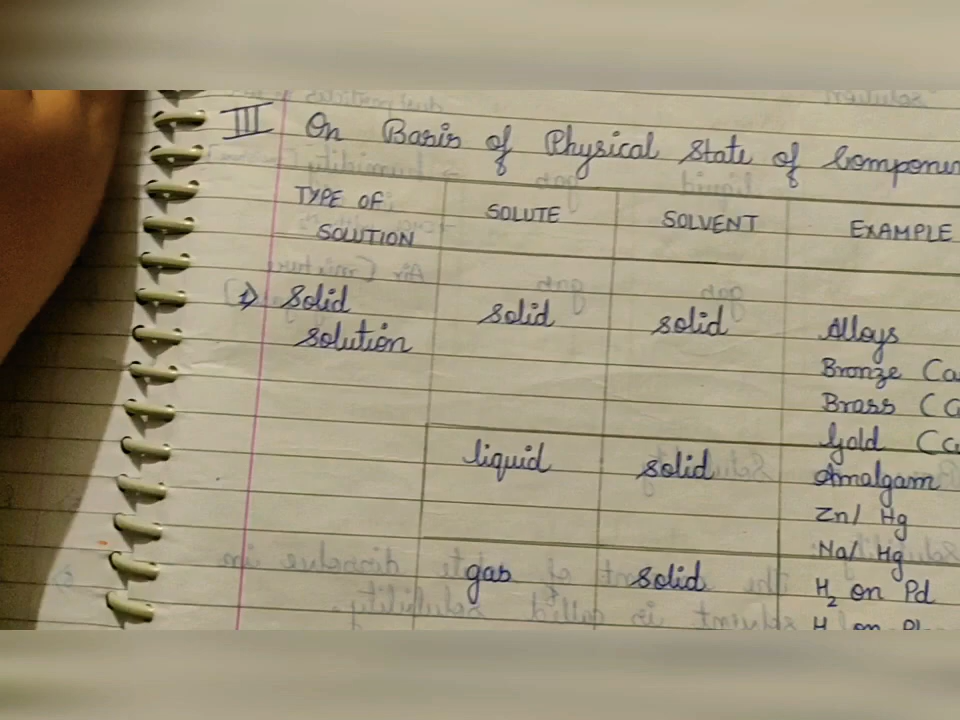 III On Basis of Physical State of
TYPE OF SOLUTION SOLUTE SOLVENT EXAMPLE
1) Solid solution solid solid Alloys
Bronze
Brass
Gold
liquid solid Amalgam
Zn/ Hg
Na/ Hg
gas solid H₂ on Pd